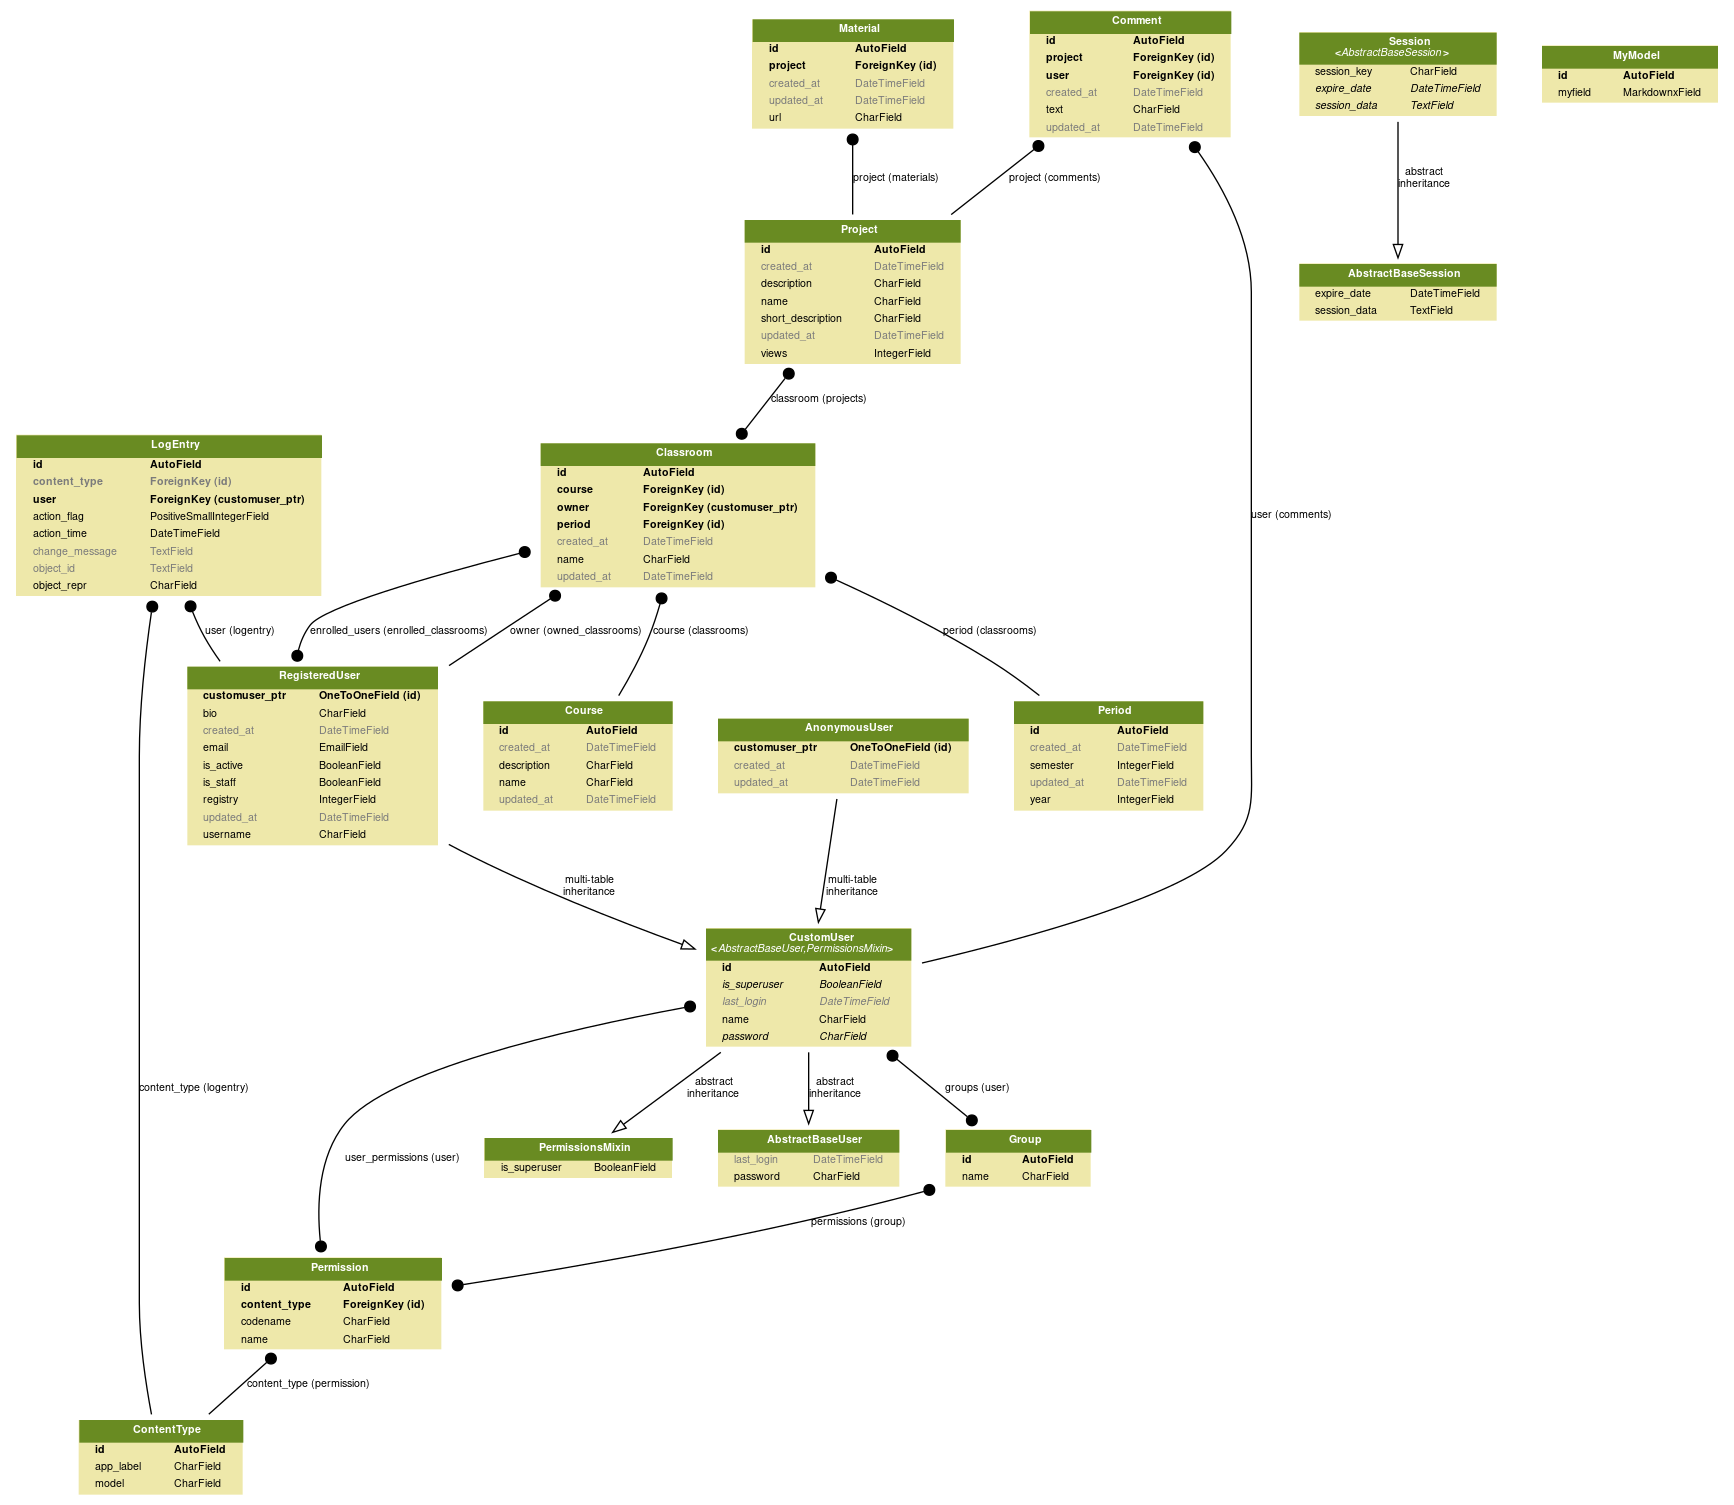 Material
id AutoField
project ForeignKey (id)
created_at DateTimeField
updated_at DateTimeField
url CharField
Comment
id AutoField
project ForeignKey (id)
user ForeignKey (id)
created_at DateTimeField
text CharField
updated_at DateTimeField
Session
<AbstractBaseSession>
session_key CharField
expire_date DateTimeField
session_data TextField
MyModel
id AutoField
myfield MarkdownxField
project (materials)
project (comments)
abstract
inheritance
Project
id AutoField
created_at DateTimeField
description CharField
name CharField
short_description CharField
updated_at DateTimeField
views IntegerField
AbstractBaseSession
expire_date DateTimeField
session_data TextField
classroom (projects)
LogEntry
id AutoField
content_type ForeignKey (id)
user ForeignKey (customuser_ptr)
action_flag PositiveSmallIntegerField
action_time DateTimeField
change_message TextField
object_id TextField
object_repr CharField
Classroom
id AutoField
course ForeignKey (id)
owner ForeignKey (customuser_ptr)
period ForeignKey (id)
created_at DateTimeField
name CharField
updated_at DateTimeField
user (comments)
user (logentry)
enrolled_users (enrolled_classrooms)
owner (owned_classrooms)
course (classrooms)
period (classrooms)
RegisteredUser
customuser_ptr OneToOneField (id)
bio CharField
created_at DateTimeField
email EmailField
is_active BooleanField
is_staff BooleanField
registry IntegerField
updated_at DateTimeField
username CharField
Course
id AutoField
created_at DateTimeField
description CharField
name CharField
updated_at DateTimeField
AnonymousUser
customuser_ptr OneToOneField (id)
created_at DateTimeField
updated_at DateTimeField
Period
id AutoField
created_at DateTimeField
semester IntegerField
updated_at DateTimeField
year IntegerField
multi-table
inheritance
multi-table
inheritance
CustomUser
<AbstractBaseUser,PermissionsMixin>
id AutoField
is_superuser BooleanField
last_login DateTimeField
name CharField
password CharField
content_type (logentry)
abstract
inheritance
abstract
inheritance
groups (user)
user_permissions (user)
PermissionsMixin
is_superuser BooleanField
AbstractBaseUser
last_login DateTimeField
password CharField
Group
id AutoField
name CharField
permissions (group)
Permission
id AutoField
content_type ForeignKey (id)
codename CharField
name CharField
content_type (permission)
ContentType
id AutoField
app_label CharField
model CharField